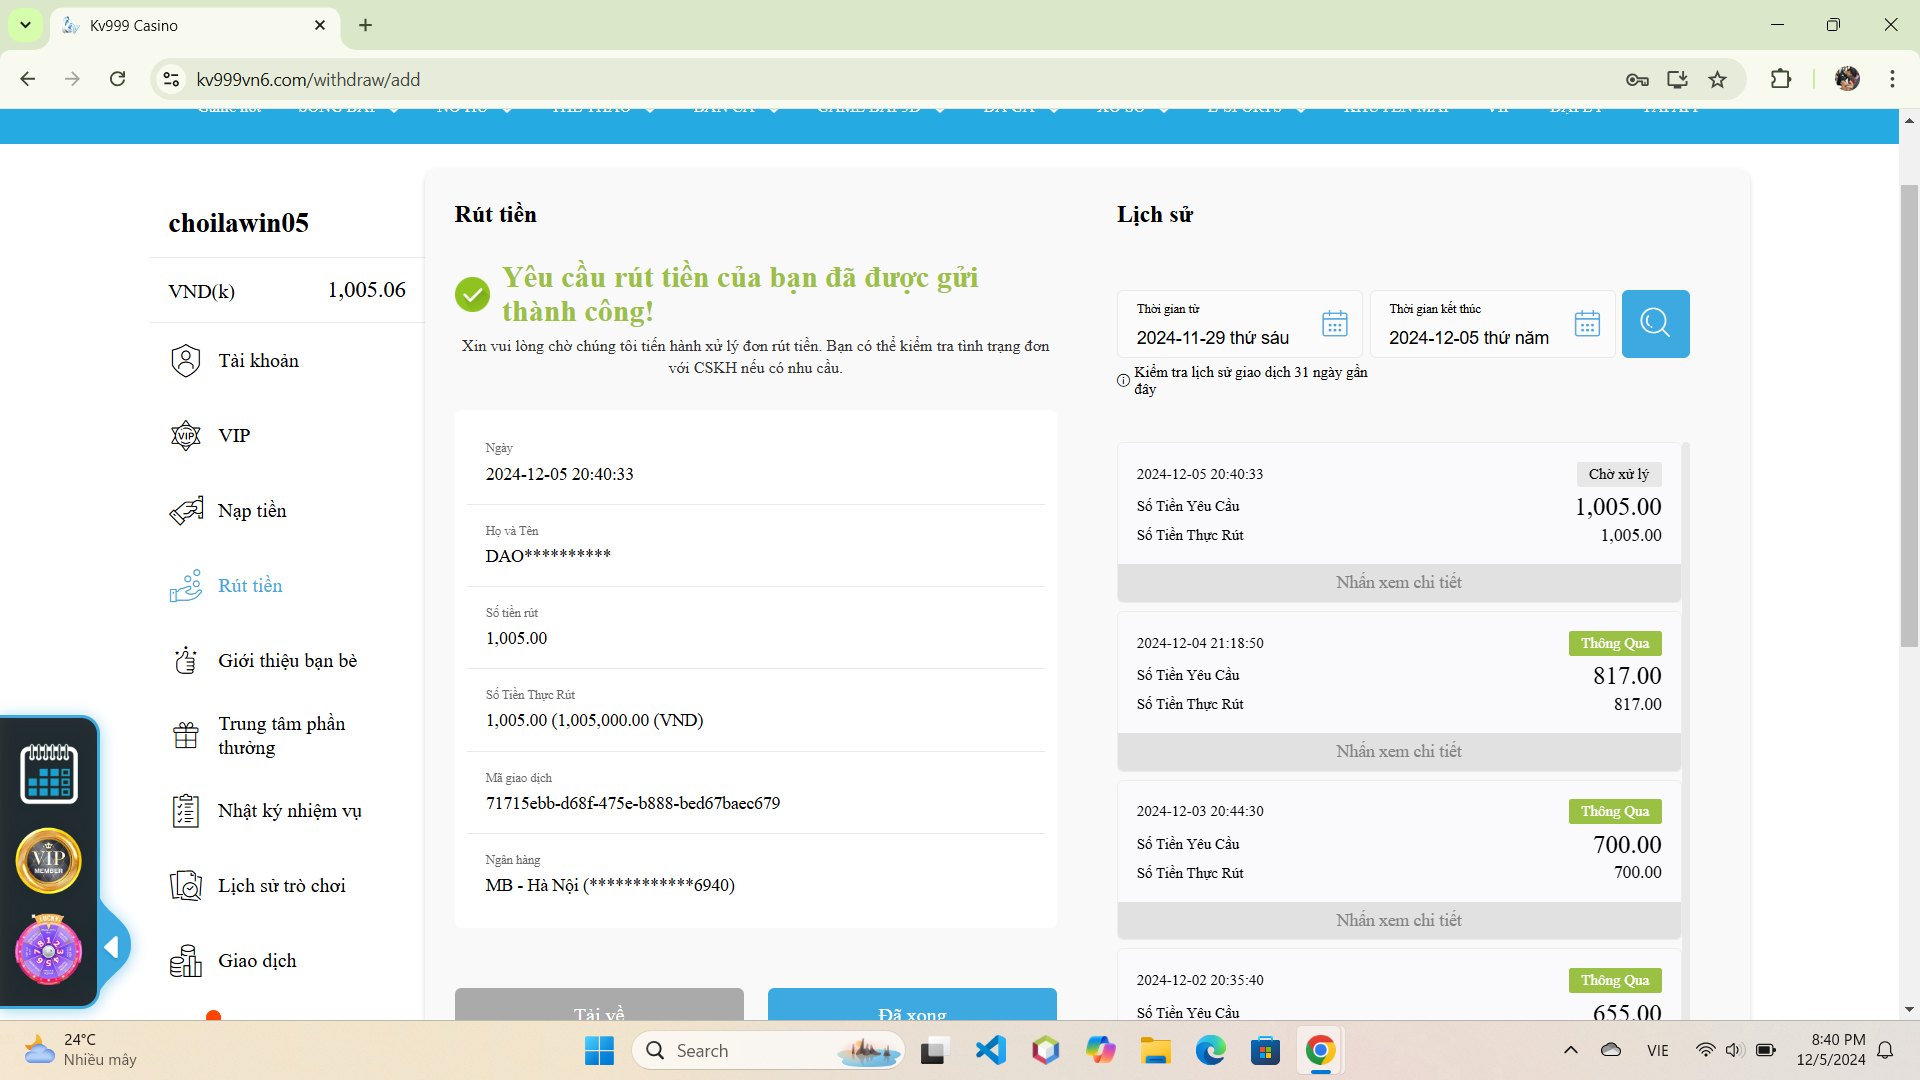 Kv999 Casino
kv999vn6.com/withdraw/add
choilawin05
VND(k) 1,005.06
Tài khoản
VIP
Nạp tiền
Rút tiền
Giới thiệu bạn bè
Trung tâm phần
thưởng
Nhật ký nhiệm vụ
Lịch sử trò chơi
Giao dịch
VIP
MEMBER
Rút tiền
Yêu cầu rút tiền của bạn đã được gửi
thành công!
Xin vui lòng chờ chúng tôi tiến hành xử lý đơn rút tiền. Bạn có thể kiểm tra tình trạng đơn
với CSKH nếu có nhu cầu.
Ngày
2024-12-05 20:40:33
Họ và Tên
DAO**********
Số tiền rút
1,005.00
Số Tiền Thực Rút
1,005.00 (1,005,000.00 (VND)
Mã giao dịch
71715ebb-d68f-475e-b888-bed67baec679
Ngân hàng
MB - Hà Nội (************6940)
Tải về
Đã xong
Lịch sử
Thời gian từ
2024-11-29 thứ sáu
Thời gian kết thúc
2024-12-05 thứ năm
Kiểm tra lịch sử giao dịch 31 ngày gần
đây
2024-12-05 20:40:33 Chờ xử lý
Số Tiền Yêu Cầu 1,005.00
Số Tiền Thực Rút 1,005.00
Nhấn xem chi tiết
2024-12-04 21:18:50 Thông Qua
Số Tiền Yêu Cầu 817.00
Số Tiền Thực Rút 817.00
Nhấn xem chi tiết
2024-12-03 20:44:30 Thông Qua
Số Tiền Yêu Cầu 700.00
Số Tiền Thực Rút 700.00
Nhấn xem chi tiết
2024-12-02 20:35:40 Thông Qua
Số Tiền Yêu Cầu 655.00
24°C
Nhiều mây
Search
VIE
8:40 PM
12/5/2024